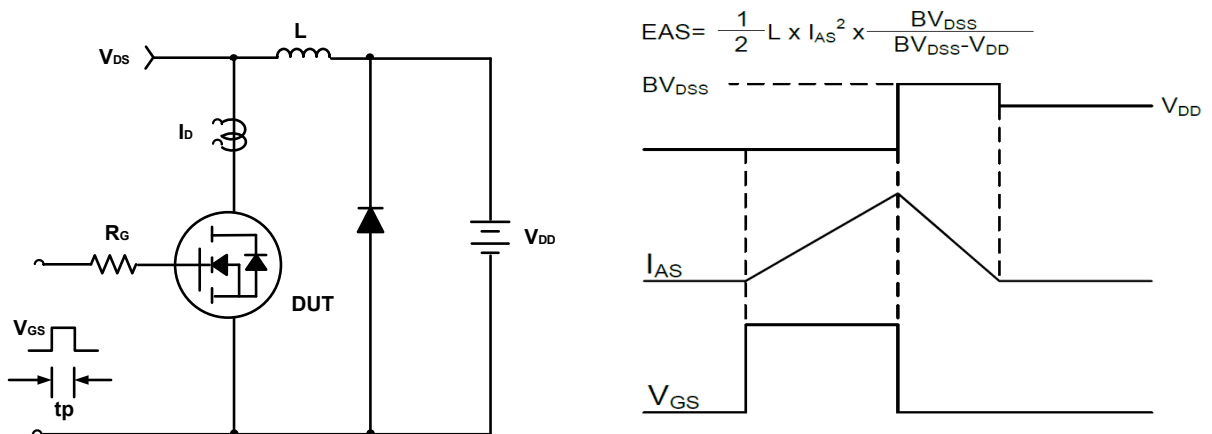 L
VDS
ID
RG
VDD
DUT
VGS
tp
EAS= 1/2 L x IAS² x BVDSS/BVDSS-VDD
BVDSS
VDD
IAS
VGS